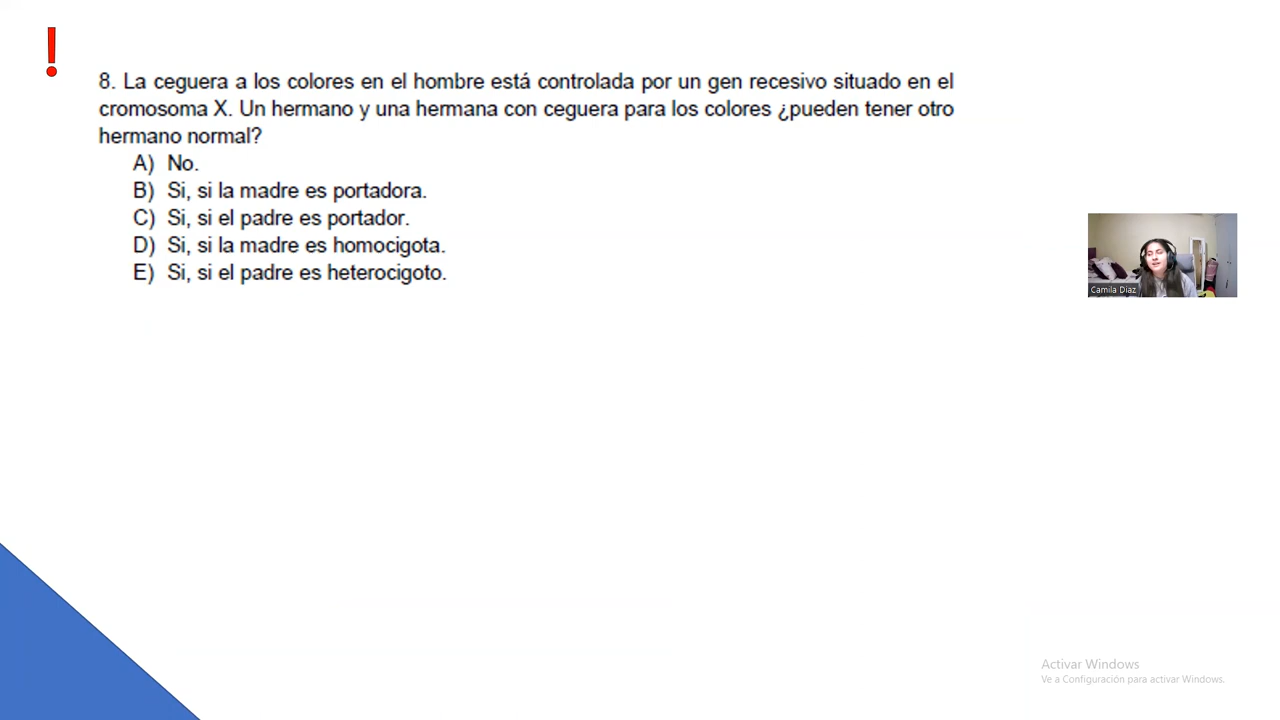 !
8. La ceguera a los colores en el hombre está controlada por un gen recesivo situado en el
cromosoma X. Un hermano y una hermana con ceguera para los colores ¿pueden tener otro
hermano normal?
A) No.
B) Si, si la madre es portadora.
C) Si, si el padre es portador.
D) Si, si la madre es homocigota.
E) Si, si el padre es heterocigoto.
Camila Díaz
Activar Windows
Ve a Configuración para activar Windows.